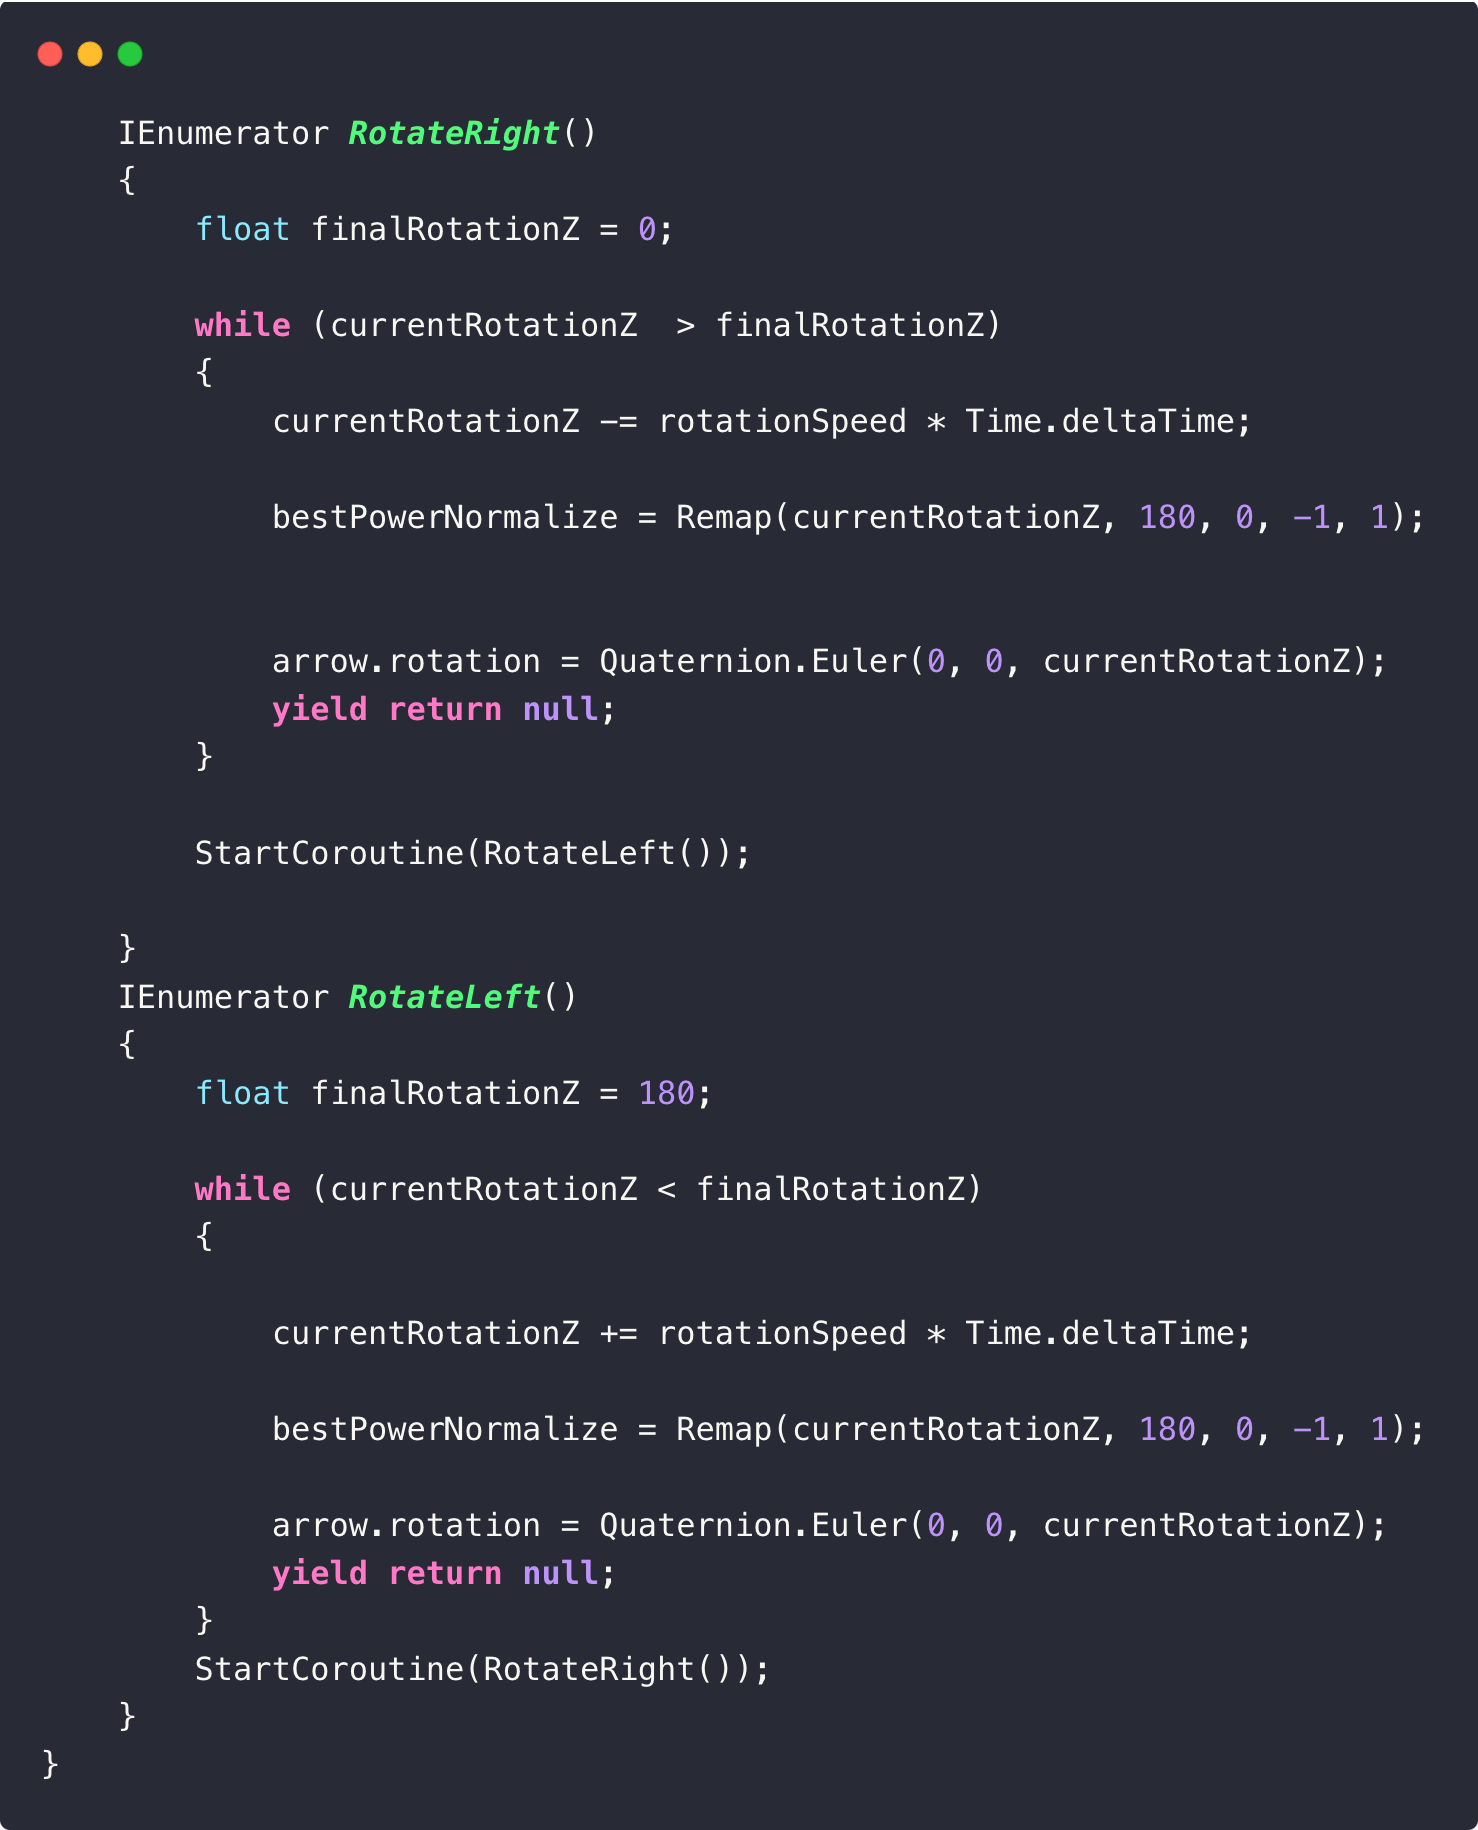 IEnumerator RotateRight()
{
float finalRotationZ = 0;
while (currentRotationZ  > finalRotationZ)
{
currentRotationZ -= rotationSpeed * Time.deltaTime;
bestPowerNormalize = Remap(currentRotationZ, 180, 0, -1, 1);
arrow.rotation = Quaternion.Euler(0, 0, currentRotationZ);
yield return null;
}
StartCoroutine(RotateLeft());
}
IEnumerator RotateLeft()
{
float finalRotationZ = 180;
while (currentRotationZ < finalRotationZ)
{
currentRotationZ += rotationSpeed * Time.deltaTime;
bestPowerNormalize = Remap(currentRotationZ, 180, 0, -1, 1);
arrow.rotation = Quaternion.Euler(0, 0, currentRotationZ);
yield return null;
}
StartCoroutine(RotateRight());
}
}